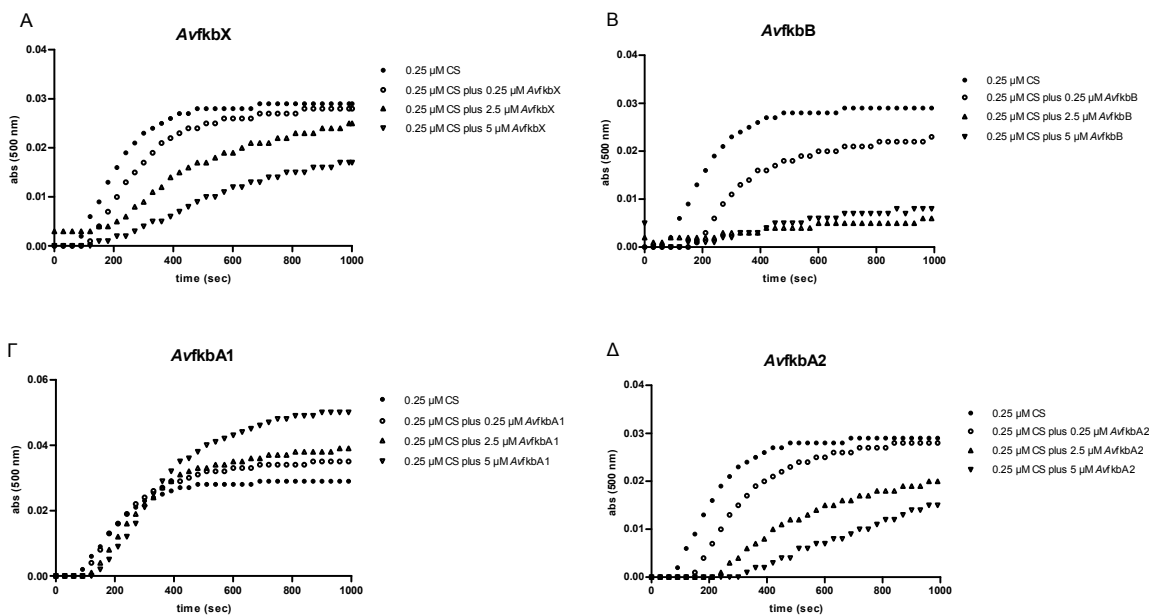 Α
AvfkbX
0.04
0.03
0.02
0.01
0.00
0
200
400
600
800
1000
abs (500 nm)
time (sec)
0.25 μM CS
0.25 μM CS plus 0.25 μM AvfkbX
0.25 μM CS plus 2.5 μM AvfkbX
0.25 μM CS plus 5 μM AvfkbX
Β
AvfkbB
0.04
0.03
0.02
0.01
0.00
0
200
400
600
800
1000
abs (500 nm)
time (sec)
0.25 μM CS
0.25 μM CS plus 0.25 μM AvfkbB
0.25 μM CS plus 2.5 μM AvfkbB
0.25 μM CS plus 5 μM AvfkbB
Γ
AvfkbA1
0.06
0.04
0.02
0.00
0
200
400
600
800
1000
abs (500 nm)
time (sec)
0.25 μM CS
0.25 μM CS plus 0.25 μM AvfkbA1
0.25 μM CS plus 2.5 μM AvfkbA1
0.25 μM CS plus 5 μM AvfkbA1
Δ
AvfkbA2
0.04
0.03
0.02
0.01
0.00
0
200
400
600
800
1000
abs (500 nm)
time (sec)
0.25 μM CS
0.25 μM CS plus 0.25 μM AvfkbA2
0.25 μM CS plus 2.5 μM AvfkbA2
0.25 μM CS plus 5 μM AvfkbA2